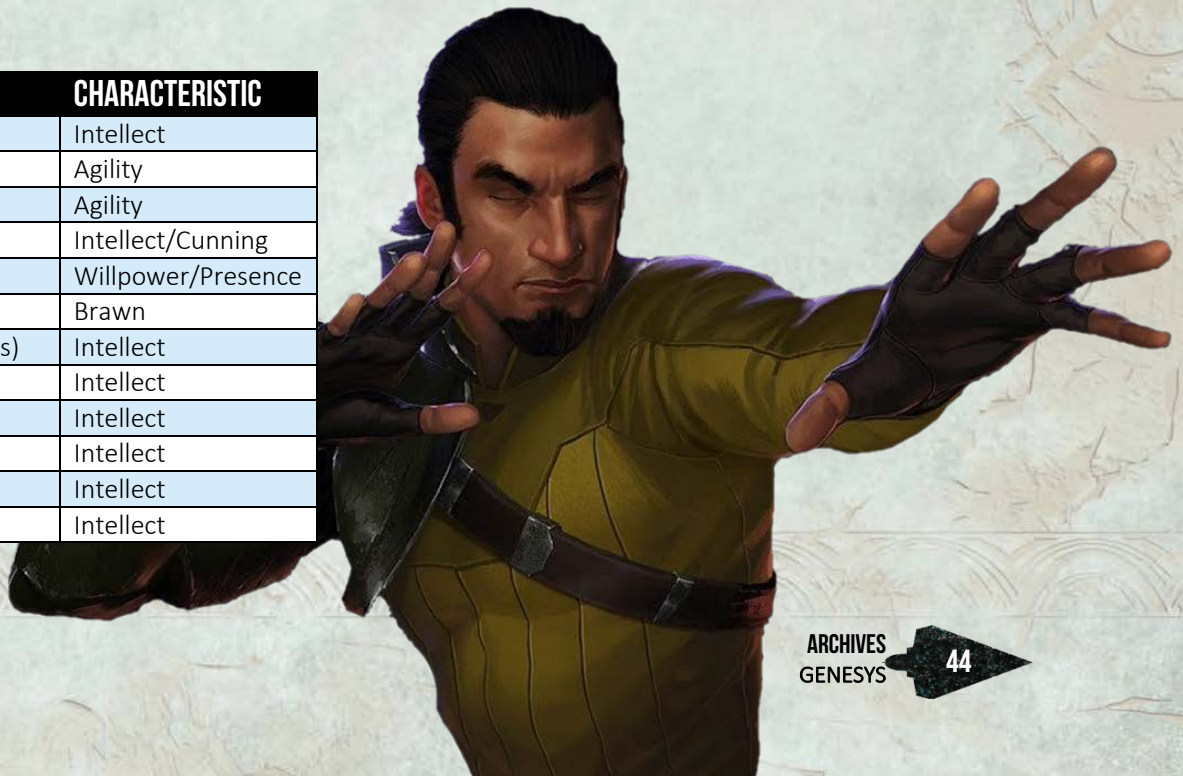 CHARACTERISTIC
Intellect
Agility
Agility
Intellect/Cunning
Willpower/Presence
Brawn
s) Intellect
Intellect
Intellect
Intellect
Intellect
Intellect
ARCHIVES
GENESYS 44